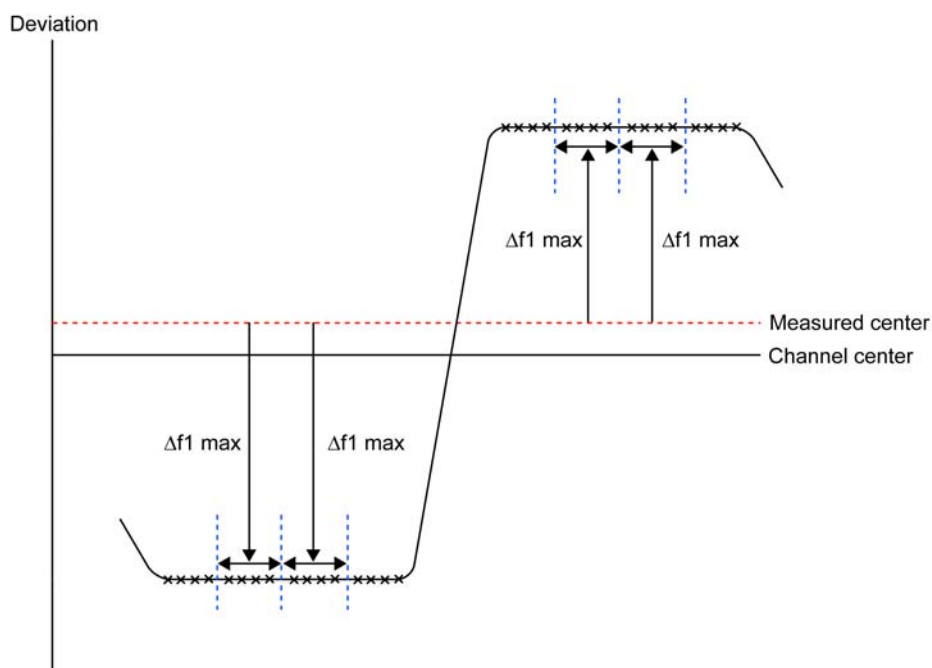 Deviation
Δf1 max
Δf1 max
Measured center
Channel center
Δf1 max
Δf1 max